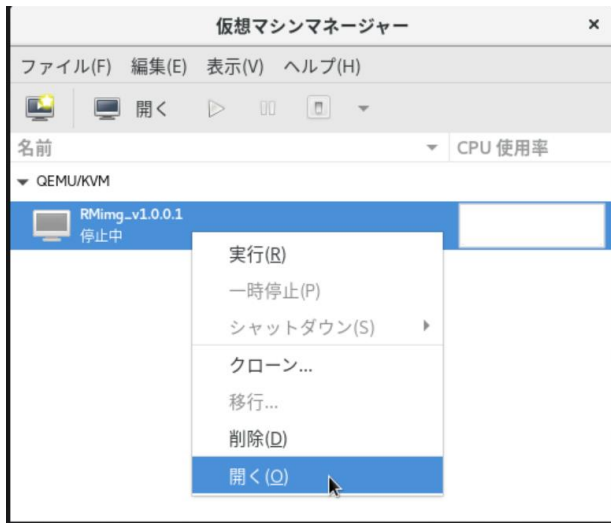 仮想マシンマネージャー ×
ファイル(F) 編集(E) 表示(V) ヘルプ(H)
開く
名前 CPU 使用率
QEMU/KVM
RMimg_v1.0.0.1
停止中
実行(R)
一時停止(P)
シャットダウン(S)
クローン...
移行...
削除(D)
開く(O)